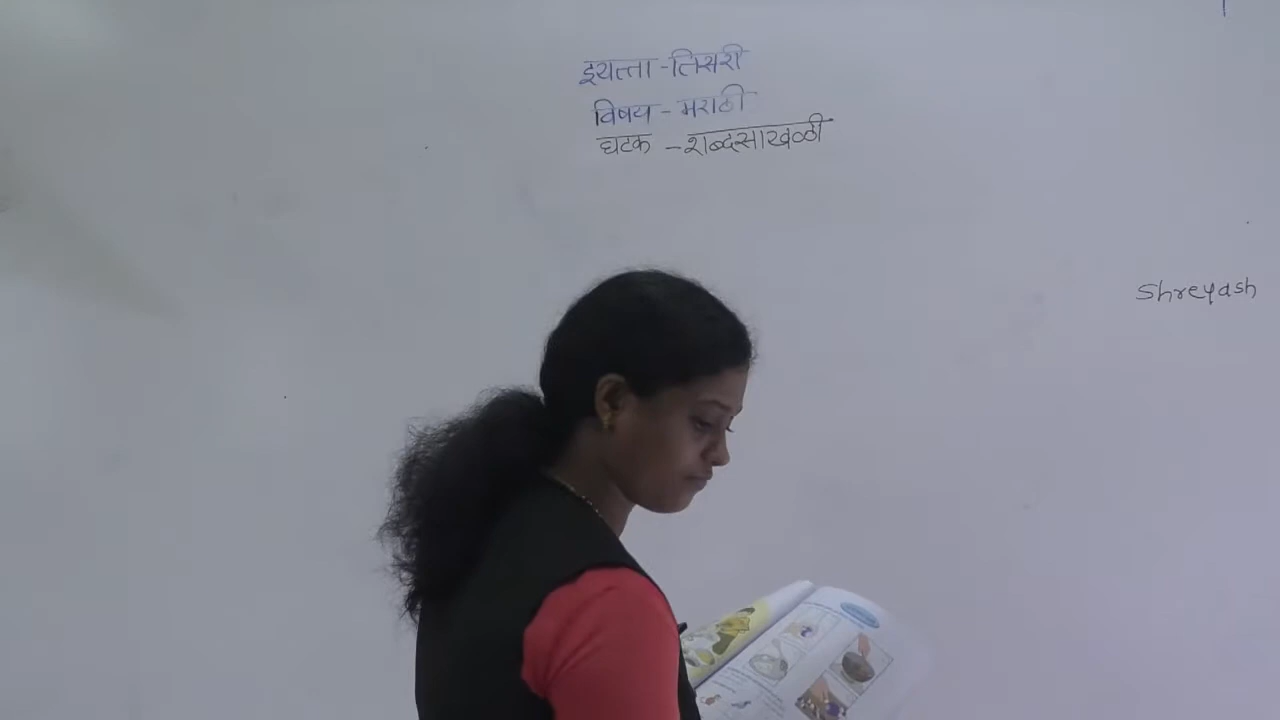 इयत्ता - तिसरी
विषय - मराठी
घटक - शब्दसाखळी
Shreyash